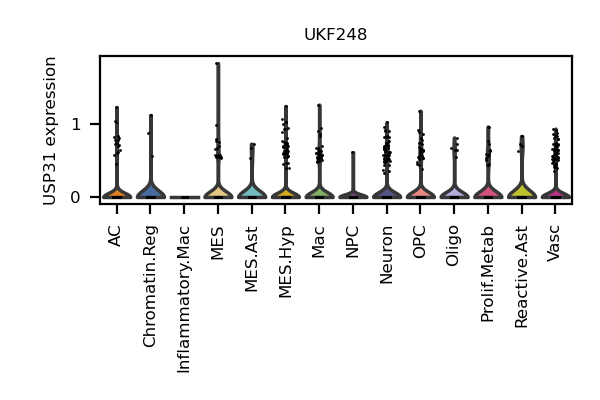 UKF248
USP31 expression
1
0
AC
Chromatin.Reg
Inflammatory.Mac
MES
MES.Ast
MES.Hyp
Mac
NPC
Neuron
OPC
Oligo
Prolif.Metab
Reactive.Ast
Vasc